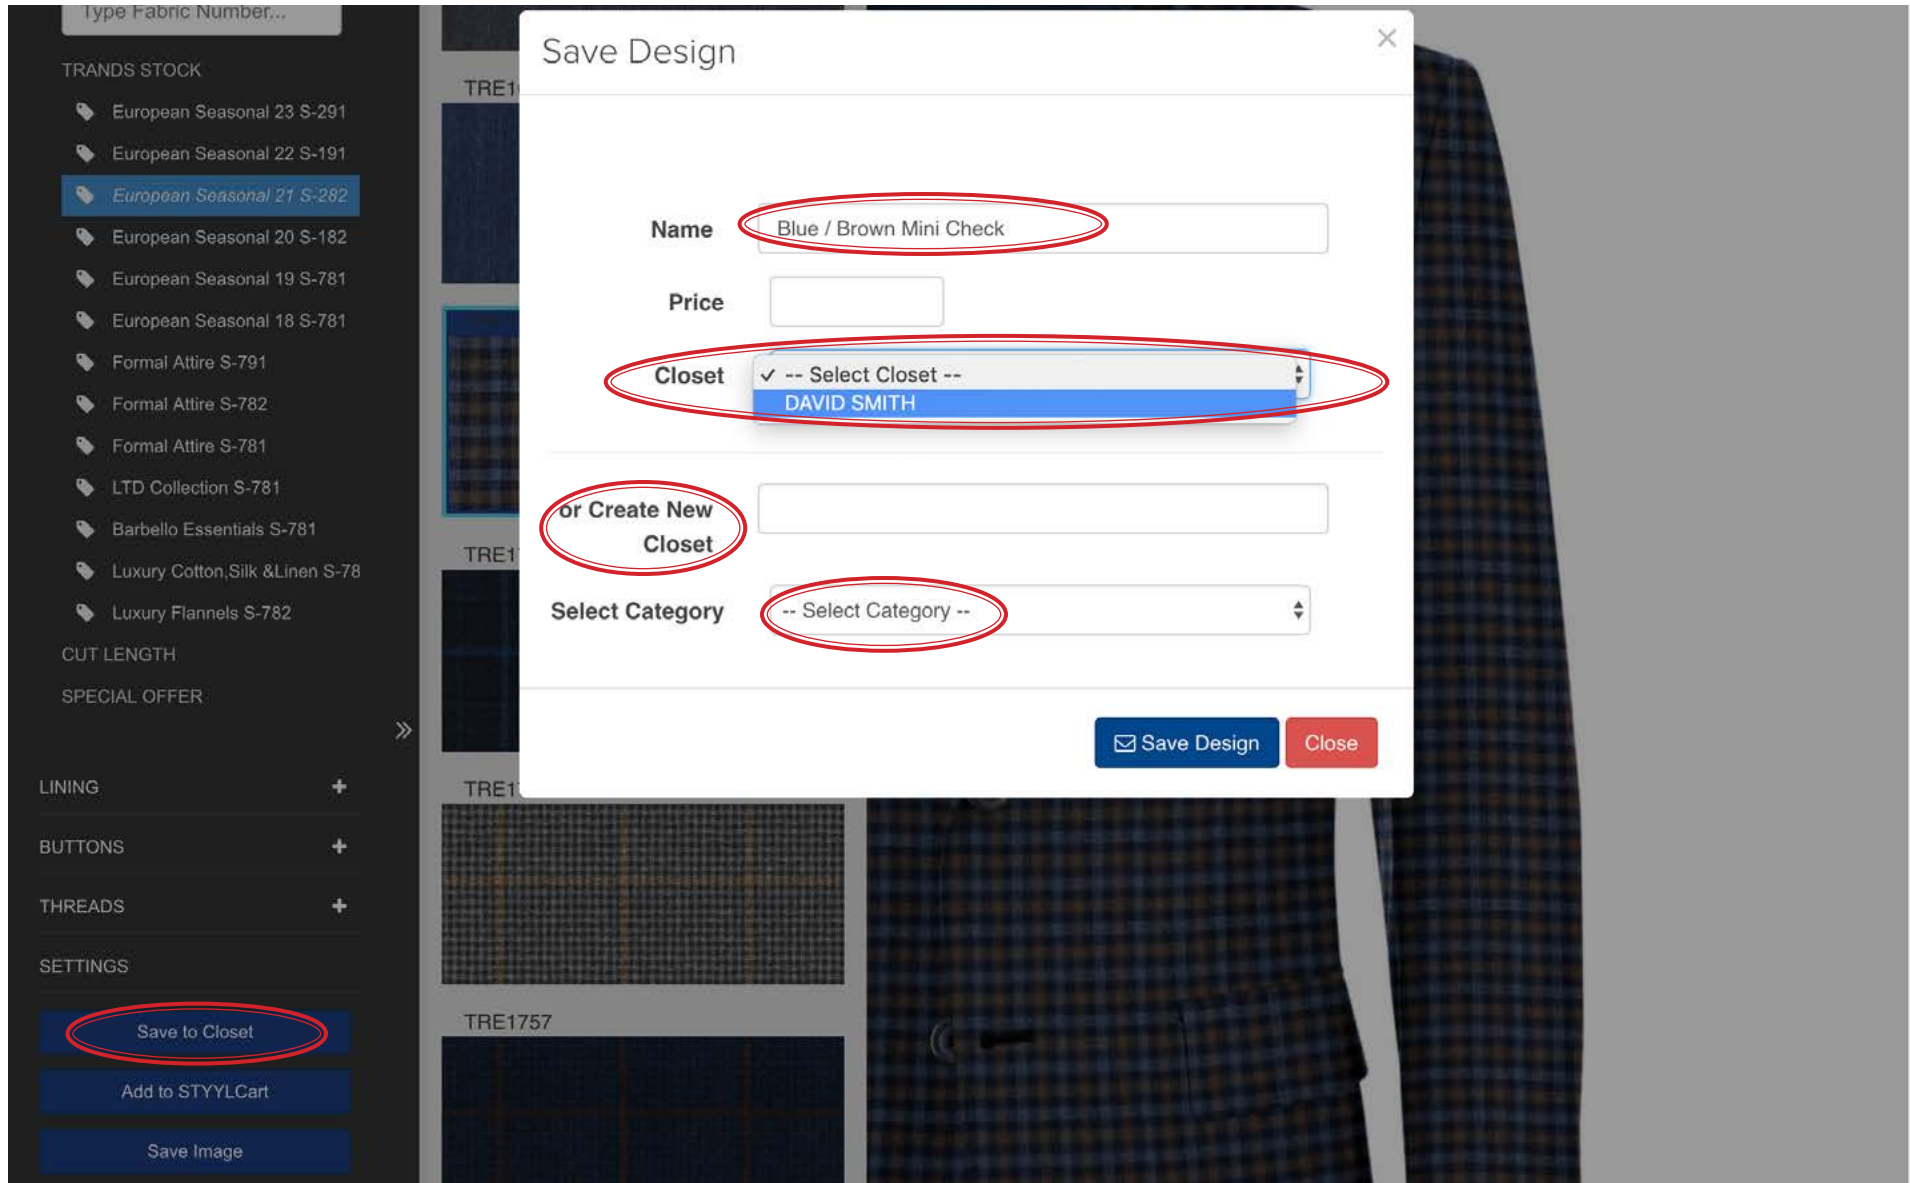 Type Fabric Number...
TRANDS STOCK
European Seasonal 23 S-291
European Seasonal 22 S-191
European Seasonal 21 S-282
European Seasonal 20 S-182
European Seasonal 19 S-781
European Seasonal 18 S-781
Formal Attire S-791
Formal Attire S-782
Formal Attire S-781
LTD Collection S-781
Barbello Essentials S-781
Luxury Cotton,Silk &Linen S-78
Luxury Flannels S-782
CUT LENGTH
SPECIAL OFFER
LINING
BUTTONS
THREADS
SETTINGS
Save to Closet
Add to STYYLCart
Save Image
TRE1
TRE1
TRE1757
Save Design
×
Name
Blue / Brown Mini Check
Price
Closet
✓ -- Select Closet --
DAVID SMITH
or Create New
Closet
Select Category
-- Select Category --
Save Design
Close